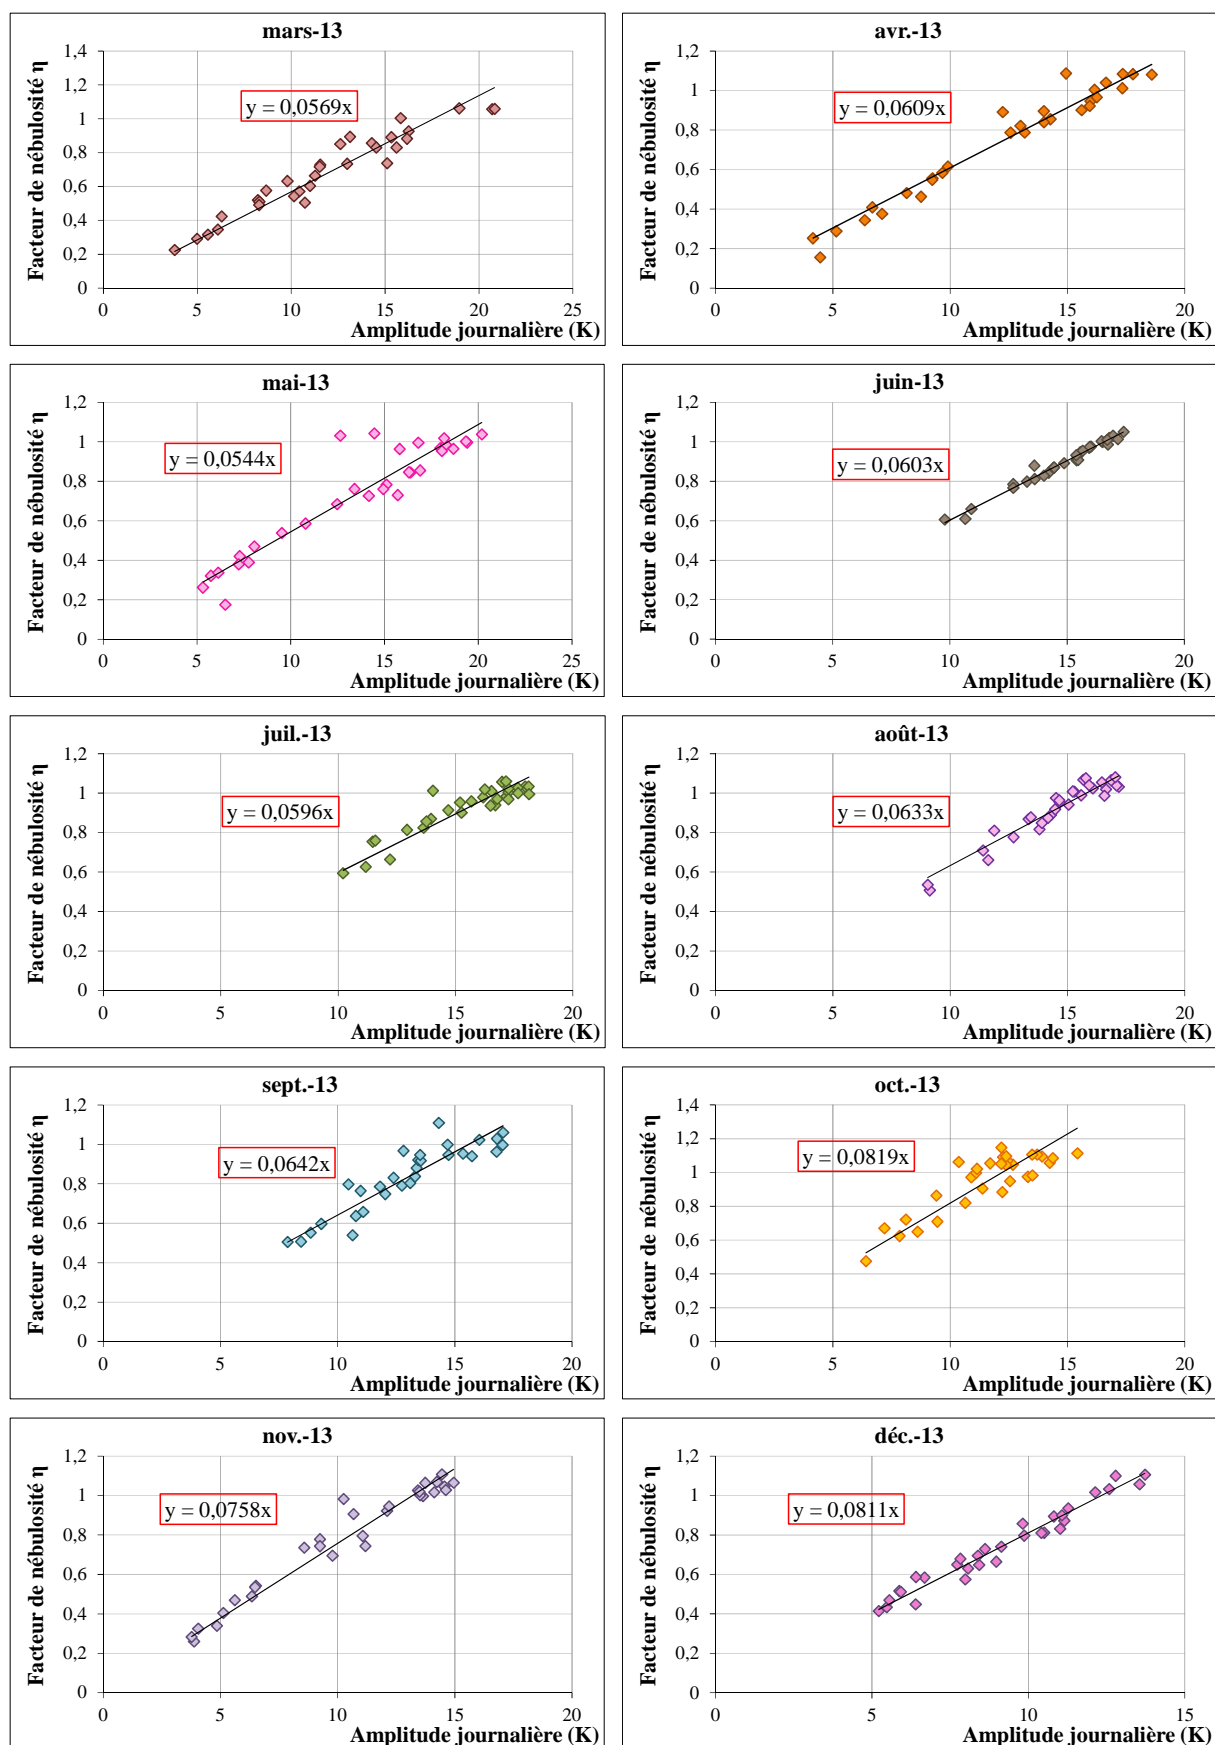 mars-13
Facteur de nébulosité η
1,4
1,2
1
0,8
0,6
0,4
0,2
0
y = 0,0569x
0 5 10 15 20 25
Amplitude journalière (K)
avr.-13
Facteur de nébulosité η
1,2
1
0,8
0,6
0,4
0,2
0
y = 0,0609x
0 5 10 15 20
Amplitude journalière (K)
mai-13
Facteur de nébulosité η
1,2
1
0,8
0,6
0,4
0,2
0
y = 0,0544x
0 5 10 15 20 25
Amplitude journalière (K)
juin-13
Facteur de nébulosité η
1,2
1
0,8
0,6
0,4
0,2
0
y = 0,0603x
0 5 10 15 20
Amplitude journalière (K)
juil.-13
Facteur de nébulosité η
1,2
1
0,8
0,6
0,4
0,2
0
y = 0,0596x
0 5 10 15 20
Amplitude journalière (K)
août-13
Facteur de nébulosité η
1,2
1
0,8
0,6
0,4
0,2
0
y = 0,0633x
0 5 10 15 20
Amplitude journalière (K)
sept.-13
Facteur de nébulosité η
1,2
1
0,8
0,6
0,4
0,2
0
y = 0,0642x
0 5 10 15 20
Amplitude journalière (K)
oct.-13
Facteur de nébulosité η
1,4
1,2
1
0,8
0,6
0,4
0,2
0
y = 0,0819x
0 5 10 15 20
Amplitude journalière (K)
nov.-13
Facteur de nébulosité η
1,2
1
0,8
0,6
0,4
0,2
0
y = 0,0758x
0 5 10 15 20
Amplitude journalière (K)
déc.-13
Facteur de nébulosité η
1,2
1
0,8
0,6
0,4
0,2
0
y = 0,0811x
0 5 10 15
Amplitude journalière (K)